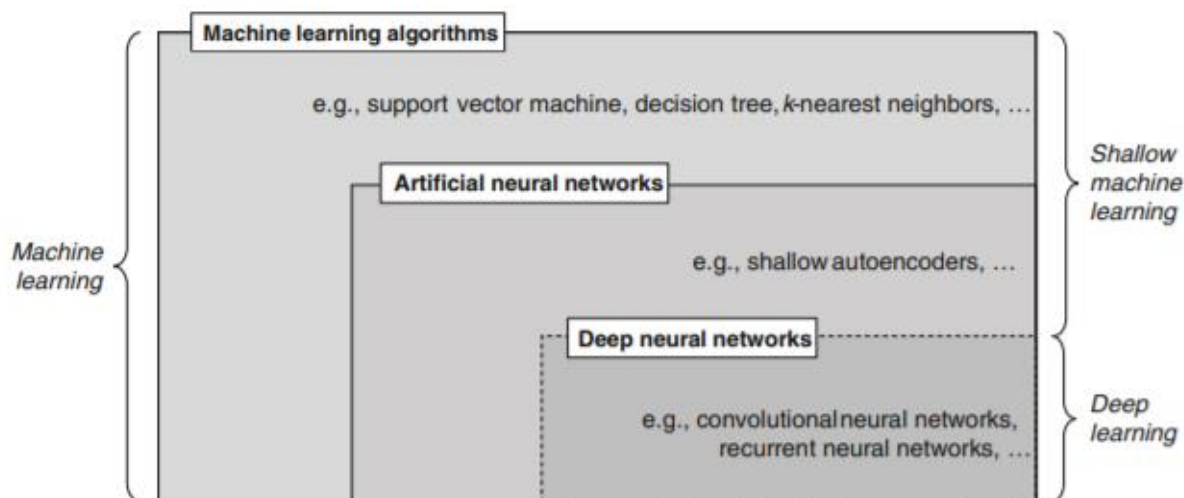 Machine learning algorithms
e.g., support vector machine, decision tree, k-nearest neighbors, …
Shallow
machine
learning
Artificial neural networks
Machine
learning
e.g., shallow autoencoders, …
Deep neural networks
e.g., convolutional neural networks,
recurrent neural networks, …
Deep
learning